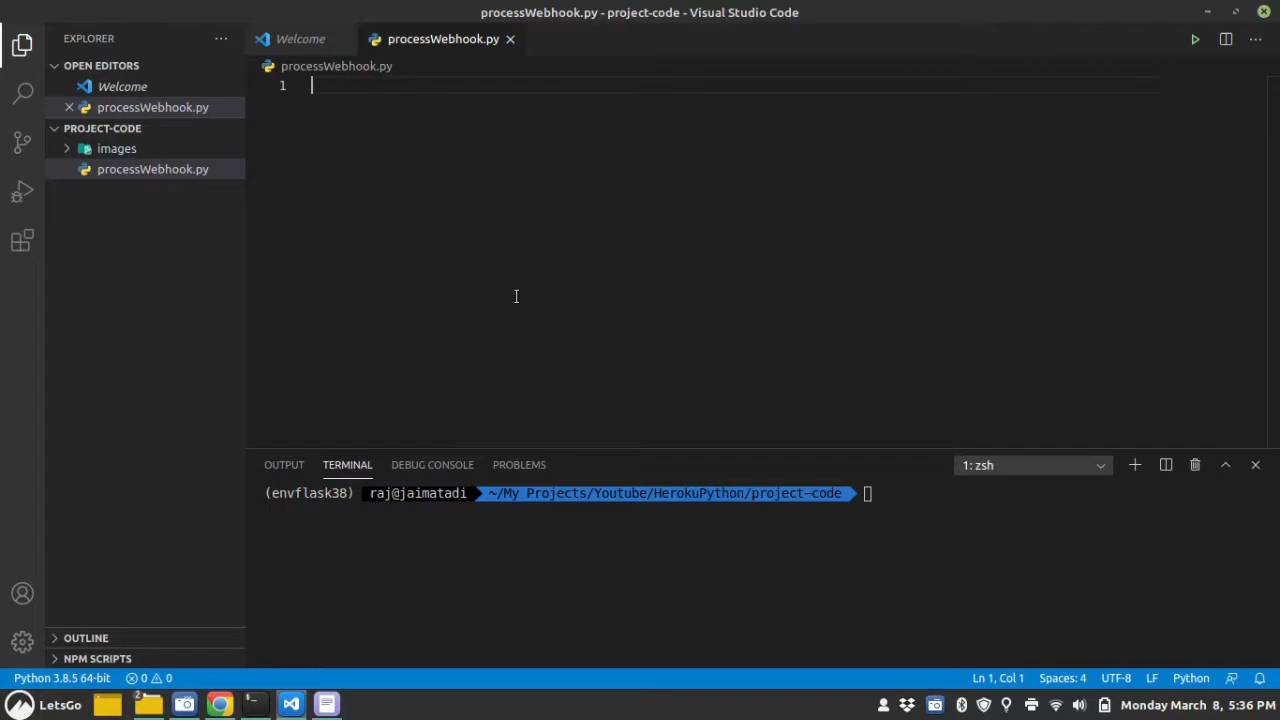 processWebhook.py - project-code - Visual Studio Code
EXPLORER
Welcome
processWebhook.py
OPEN EDITORS
processWebhook.py
Welcome
1
processWebhook.py
PROJECT-CODE
images
processWebhook.py
OUTPUT
TERMINAL
DEBUG CONSOLE
PROBLEMS
1: zsh
(envflask38) raj@jaimatadi ~/My Projects/Youtube/HerokuPython/project-code
OUTLINE
NPM SCRIPTS
Python 3.8.5 64-bit
0
0
Ln 1, Col 1
Spaces: 4
UTF-8
LF
Python
LetsGo
2
Monday March 8, 5:36 PM